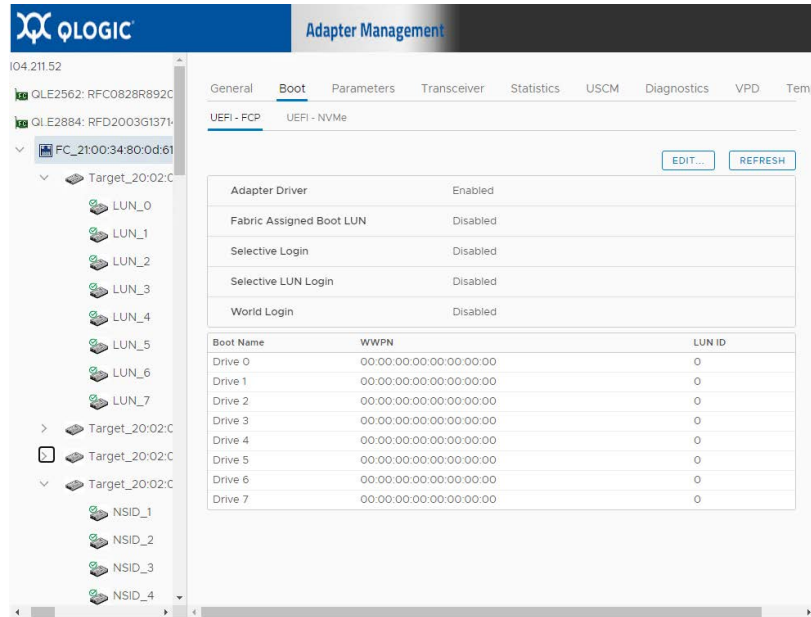 QLOGIC
Adapter Management
104.211.52
QLE2562: RFC0828R892C
QLE2884: RFD2003G1371
FC_21:00:34:80:0d:61
Target_20:02:0
LUN_0
LUN_1
LUN_2
LUN_3
LUN_4
LUN_5
LUN_6
LUN_7
Target_20:02:0
Target_20:02:0
Target_20:02:0
NSID_1
NSID_2
NSID_3
NSID_4
General Boot Parameters Transceiver Statistics USCM Diagnostics VPD Tem
UEFI - FCP UEFI - NVMe
EDIT... REFRESH
Adapter Driver Enabled
Fabric Assigned Boot LUN Disabled
Selective Login Disabled
Selective LUN Login Disabled
World Login Disabled
Boot Name WWPN LUN ID
Drive 0 00:00:00:00:00:00:00:00 0
Drive 1 00:00:00:00:00:00:00:00 0
Drive 2 00:00:00:00:00:00:00:00 0
Drive 3 00:00:00:00:00:00:00:00 0
Drive 4 00:00:00:00:00:00:00:00 0
Drive 5 00:00:00:00:00:00:00:00 0
Drive 6 00:00:00:00:00:00:00:00 0
Drive 7 00:00:00:00:00:00:00:00 0